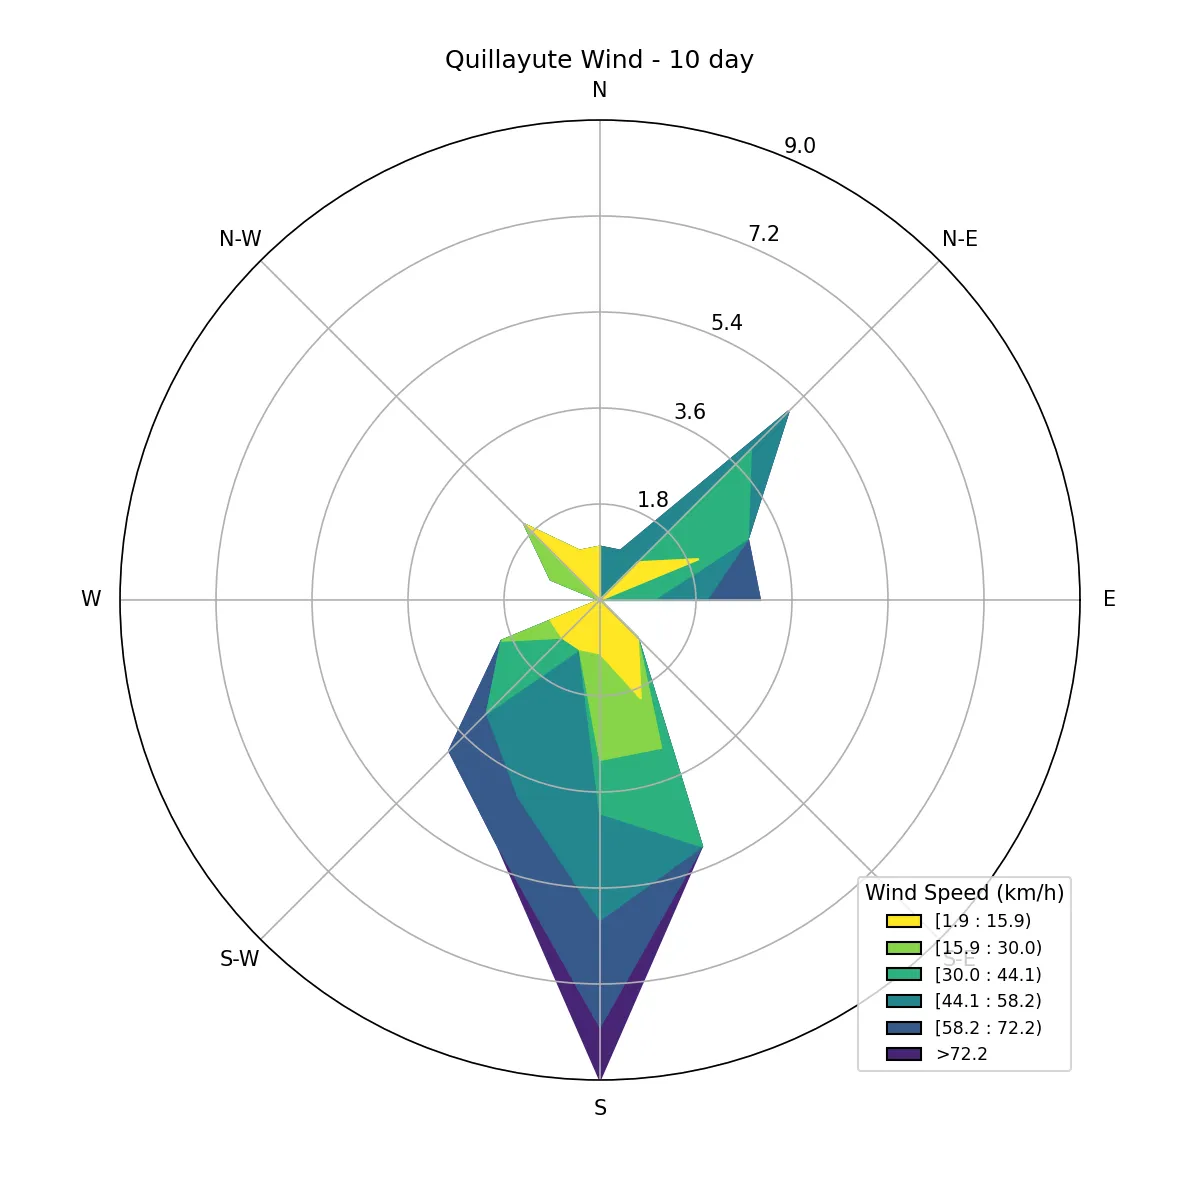 Quillayute Wind - 10 day
N
9.0
N-W
7.2
N-E
5.4
3.6
1.8
W
E
Wind Speed (km/h)
[1.9 : 15.9)
[15.9 : 30.0)
S-W
S-E
[30.0 : 44.1)
[44.1 : 58.2)
[58.2 : 72.2)
>72.2
S